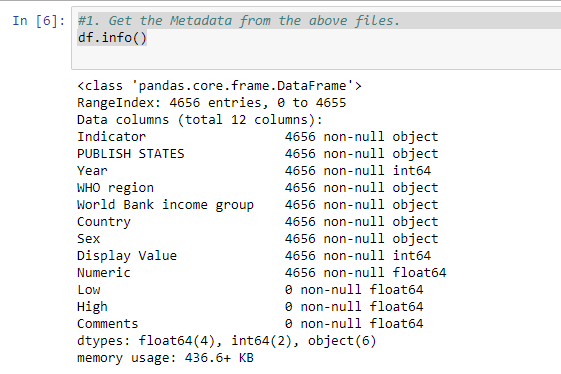 In [6]: #1. Get the Metadata from the above files.
df.info()
<class 'pandas.core.frame.DataFrame'>
RangeIndex: 4656 entries, 0 to 4655
Data columns (total 12 columns):
Indicator                  4656 non-null object
PUBLISH STATES             4656 non-null object
Year                       4656 non-null int64
WHO region                 4656 non-null object
World Bank income group    4656 non-null object
Country                    4656 non-null object
Sex                        4656 non-null object
Display Value              4656 non-null int64
Numeric                    4656 non-null float64
Low                        0 non-null float64
High                       0 non-null float64
Comments                   0 non-null float64
dtypes: float64(4), int64(2), object(6)
memory usage: 436.6+ KB